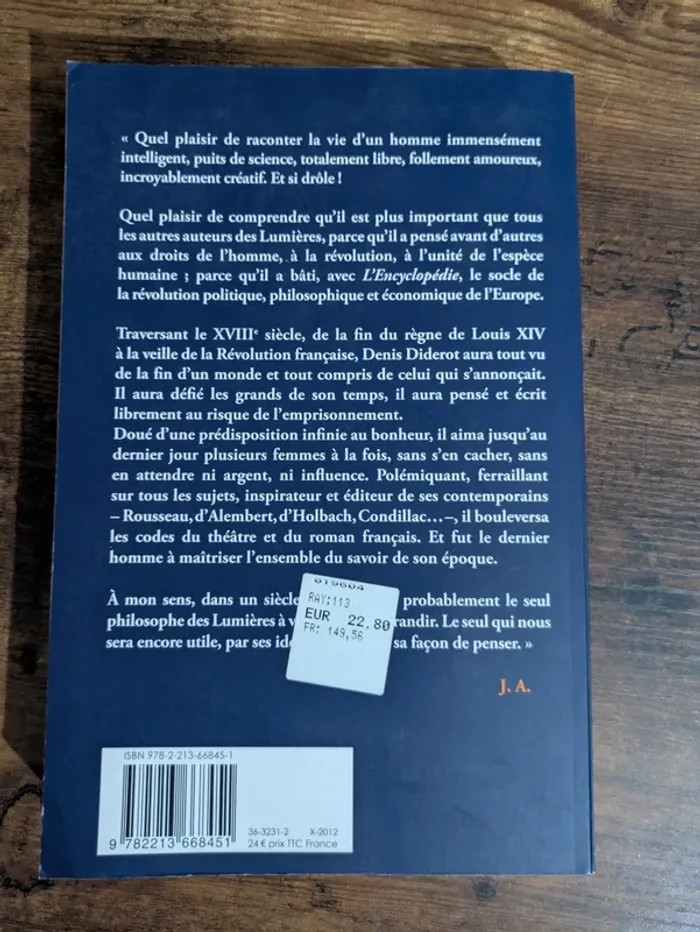 « Quel plaisir de raconter la vie d'un homme immensément
intelligent, puits de science, totalement libre, follement amoureux,
incroyablement créatif. Et si drôle !
Quel plaisir de comprendre qu'il est plus important que tous
les autres auteurs des Lumières, parce qu'il a pensé avant d'autres
aux droits de l'homme, à la révolution, à l'unité de l'espèce
humaine ; parce qu'il a bâti, avec L'Encyclopédie, le socle de
la révolution politique, philosophique et économique de l'Europe.
Traversant le XVIIIe siècle, de la fin du règne de Louis XIV
à la veille de la Révolution française, Denis Diderot aura tout vu
de la fin d'un monde et tout compris de celui qui s'annonçait.
Il aura défié les grands de son temps, il aura pensé et écrit
librement au risque de l'emprisonnement.
Doué d'une prédisposition infinie au bonheur, il aima jusqu'au
dernier jour plusieurs femmes à la fois, sans s'en cacher, sans
en attendre ni argent, ni influence. Polémiquant, ferraillant
sur tous les sujets, inspirateur et éditeur de ses contemporains
– Rousseau, d'Alembert, d'Holbach, Condillac… –, il bouleversa
les codes du théâtre et du roman français. Et fut le dernier
homme à maîtriser l'ensemble du savoir de son époque.
À mon sens, dans un siècle probablement le seul
philosophe des Lumières à randir. Le seul qui nous
sera encore utile, par ses sa façon de penser. »
RAY:113
EUR 22.80
FR: 149,56
J. A.
ISBN 978-2-213-66845-1
9 782213 668451
36-3231-2 X-2012
24 € prix TTC France